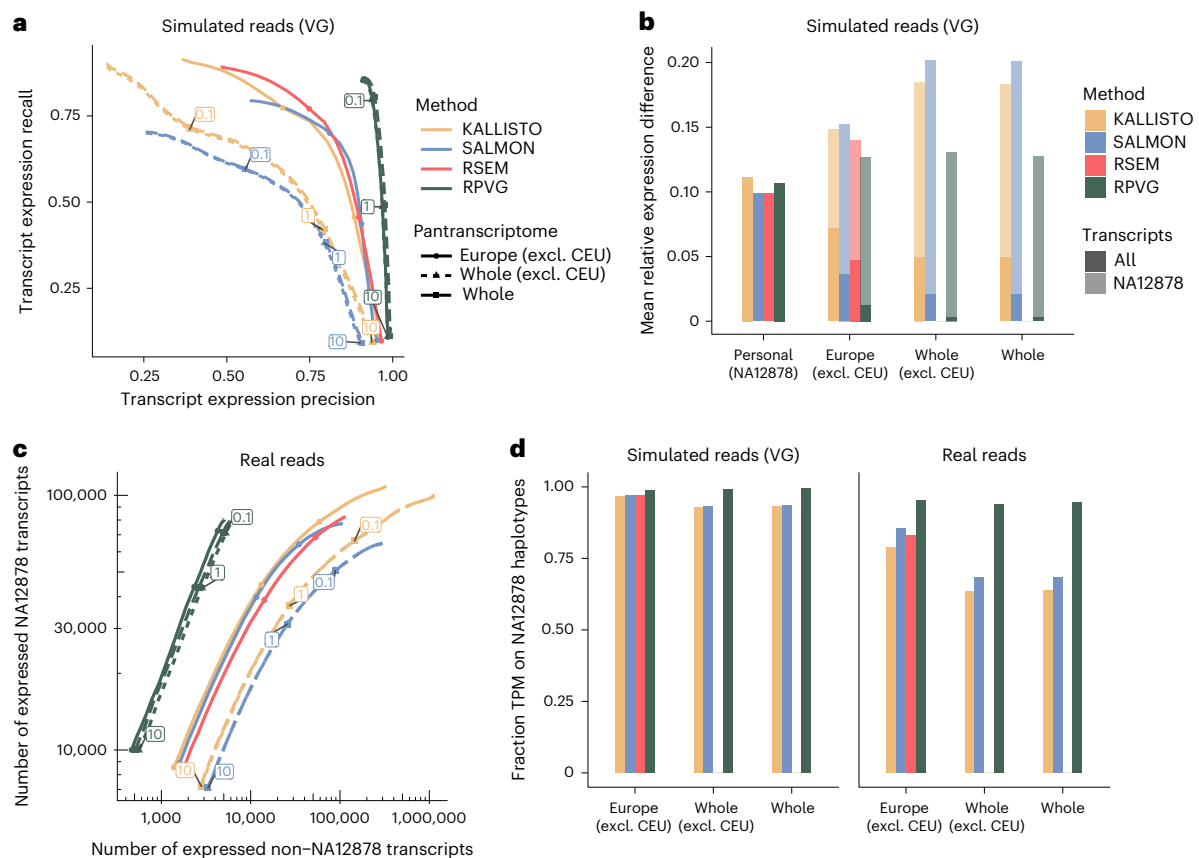 a
Simulated reads (VG)
Transcript expression recall
0.75
0.50
0.25
0.1
0.1
0.1
1
1
1
10
10
10
0.25
0.50
0.75
1.00
Transcript expression precision
Method
KALLISTO
SALMON
RSEM
RPVG
Pantranscriptome
Europe (excl. CEU)
Whole (excl. CEU)
Whole
b
Simulated reads (VG)
Mean relative expression difference
0.20
0.15
0.10
0.05
0
Personal
(NA12878)
Europe
(excl. CEU)
Whole
(excl. CEU)
Whole
Method
KALLISTO
SALMON
RSEM
RPVG
Transcripts
All
NA12878
c
Real reads
Number of expressed NA12878 transcripts
100,000
30,000
10,000
0.1
0.1
0.1
1
1
1
10
10
10
1,000
10,000
100,000
1,000,000
Number of expressed non−NA12878 transcripts
d
Simulated reads (VG)
Real reads
Fraction TPM on NA12878 haplotypes
1.00
0.75
0.50
0.25
0
Europe
(excl. CEU)
Whole
(excl. CEU)
Whole
Europe
(excl. CEU)
Whole
(excl. CEU)
Whole